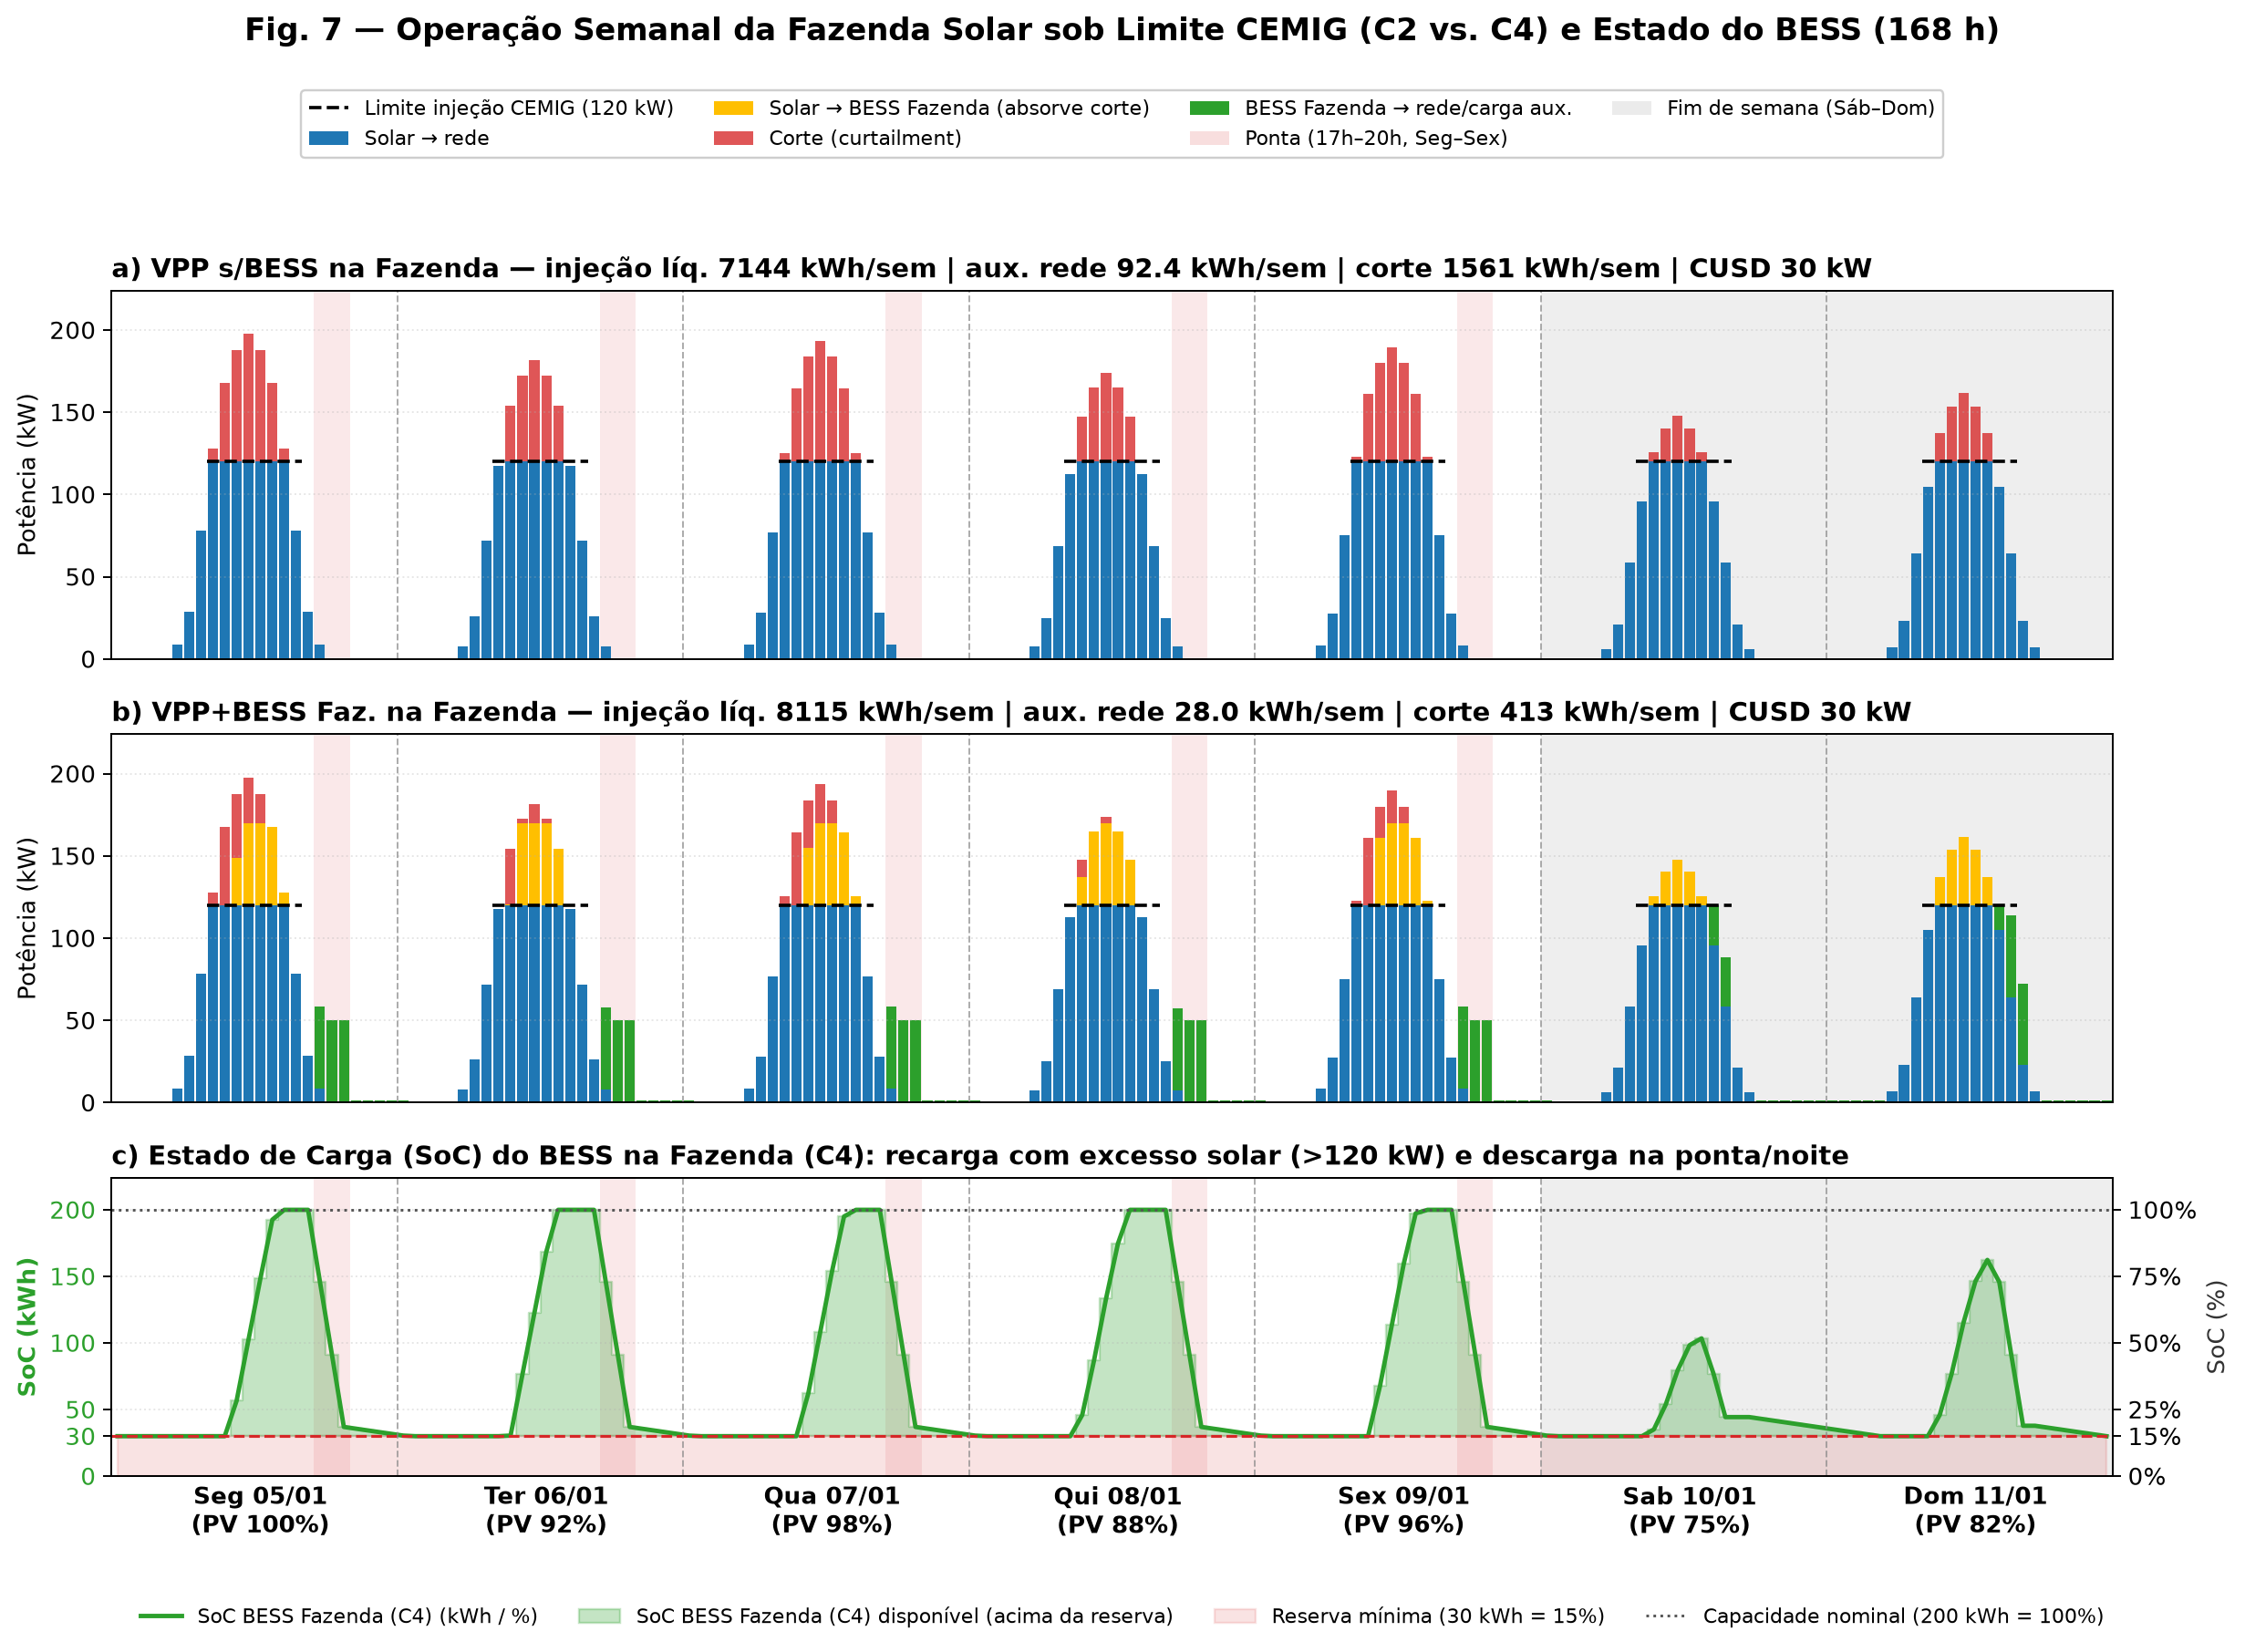 Fig. 7 — Operação Semanal da Fazenda Solar sob Limite CEMIG (C2 vs. C4) e Estado do BESS (168 h)
Limite injeção CEMIG (120 kW)
Solar → rede
Solar → BESS Fazenda (absorve corte)
Corte (curtailment)
BESS Fazenda → rede/carga aux.
Ponta (17h–20h, Seg–Sex)
Fim de semana (Sáb–Dom)
a) VPP s/BESS na Fazenda — injeção líq. 7144 kWh/sem | aux. rede 92.4 kWh/sem | corte 1561 kWh/sem | CUSD 30 kW
Potência (kW)
200
150
100
50
0
b) VPP+BESS Faz. na Fazenda — injeção líq. 8115 kWh/sem | aux. rede 28.0 kWh/sem | corte 413 kWh/sem | CUSD 30 kW
Potência (kW)
200
150
100
50
0
c) Estado de Carga (SoC) do BESS na Fazenda (C4): recarga com excesso solar (>120 kW) e descarga na ponta/noite
SoC (kWh)
200
150
100
50
30
0
100%
75%
50%
25%
15%
0%
SoC (%)
Seg 05/01
(PV 100%)
Ter 06/01
(PV 92%)
Qua 07/01
(PV 98%)
Qui 08/01
(PV 88%)
Sex 09/01
(PV 96%)
Sab 10/01
(PV 75%)
Dom 11/01
(PV 82%)
SoC BESS Fazenda (C4) (kWh / %)
SoC BESS Fazenda (C4) disponível (acima da reserva)
Reserva mínima (30 kWh = 15%)
Capacidade nominal (200 kWh = 100%)